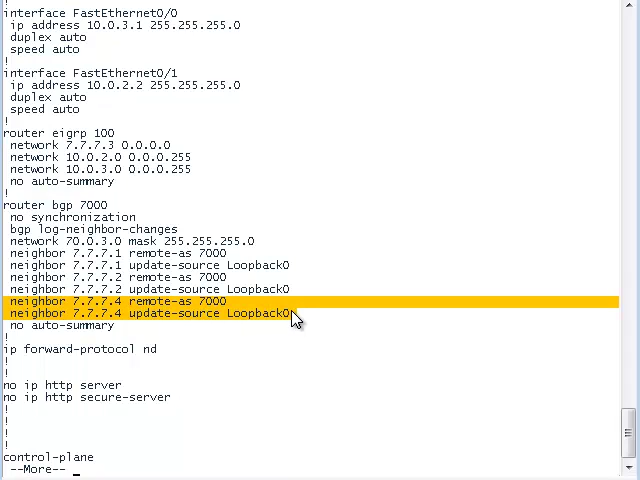 !
interface FastEthernet0/0
 ip address 10.0.3.1 255.255.255.0
 duplex auto
 speed auto
!
interface FastEthernet0/1
 ip address 10.0.2.2 255.255.255.0
 duplex auto
 speed auto
!
router eigrp 100
 network 7.7.7.3 0.0.0.0
 network 10.0.2.0 0.0.0.255
 network 10.0.3.0 0.0.0.255
 no auto-summary
!
router bgp 7000
 no synchronization
 bgp log-neighbor-changes
 network 70.0.3.0 mask 255.255.255.0
 neighbor 7.7.7.1 remote-as 7000
 neighbor 7.7.7.1 update-source Loopback0
 neighbor 7.7.7.2 remote-as 7000
 neighbor 7.7.7.2 update-source Loopback0
 neighbor 7.7.7.4 remote-as 7000
 neighbor 7.7.7.4 update-source Loopback0
 no auto-summary
!
ip forward-protocol nd
!
!
no ip http server
no ip http secure-server
!
!
!
!
control-plane
 --More--